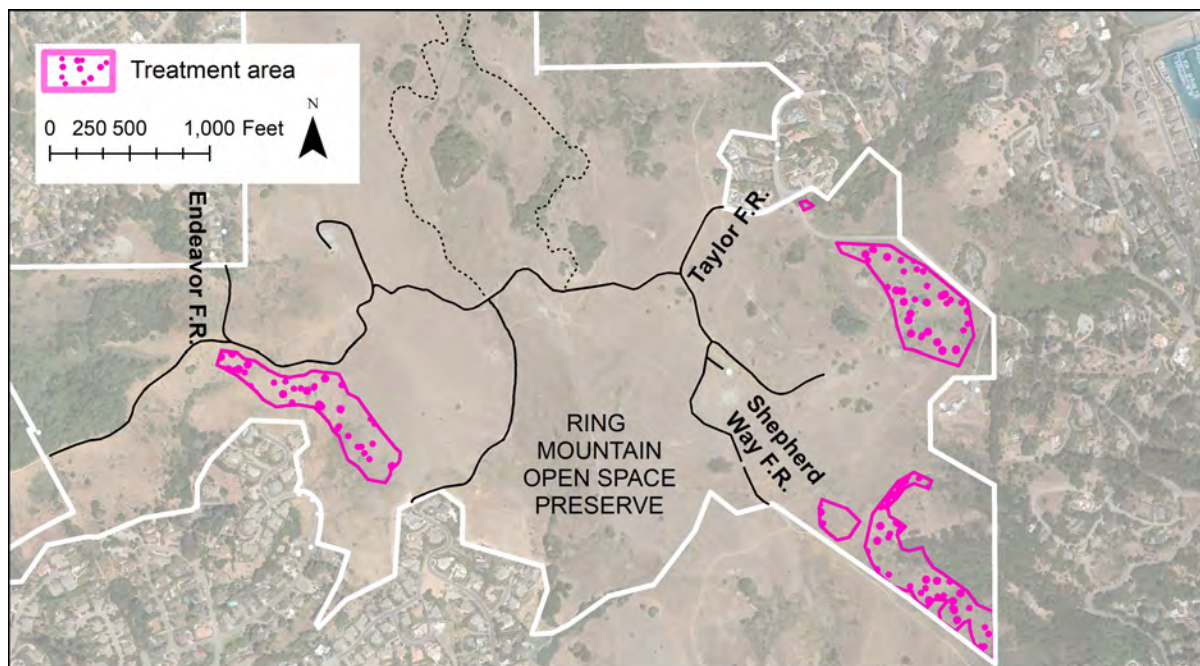 Treatment area
N
0 250 500 1,000 Feet
Endeavor F.R.
Taylor F.R.
Shepherd
Way F.R.
RING
MOUNTAIN
OPEN SPACE
PRESERVE